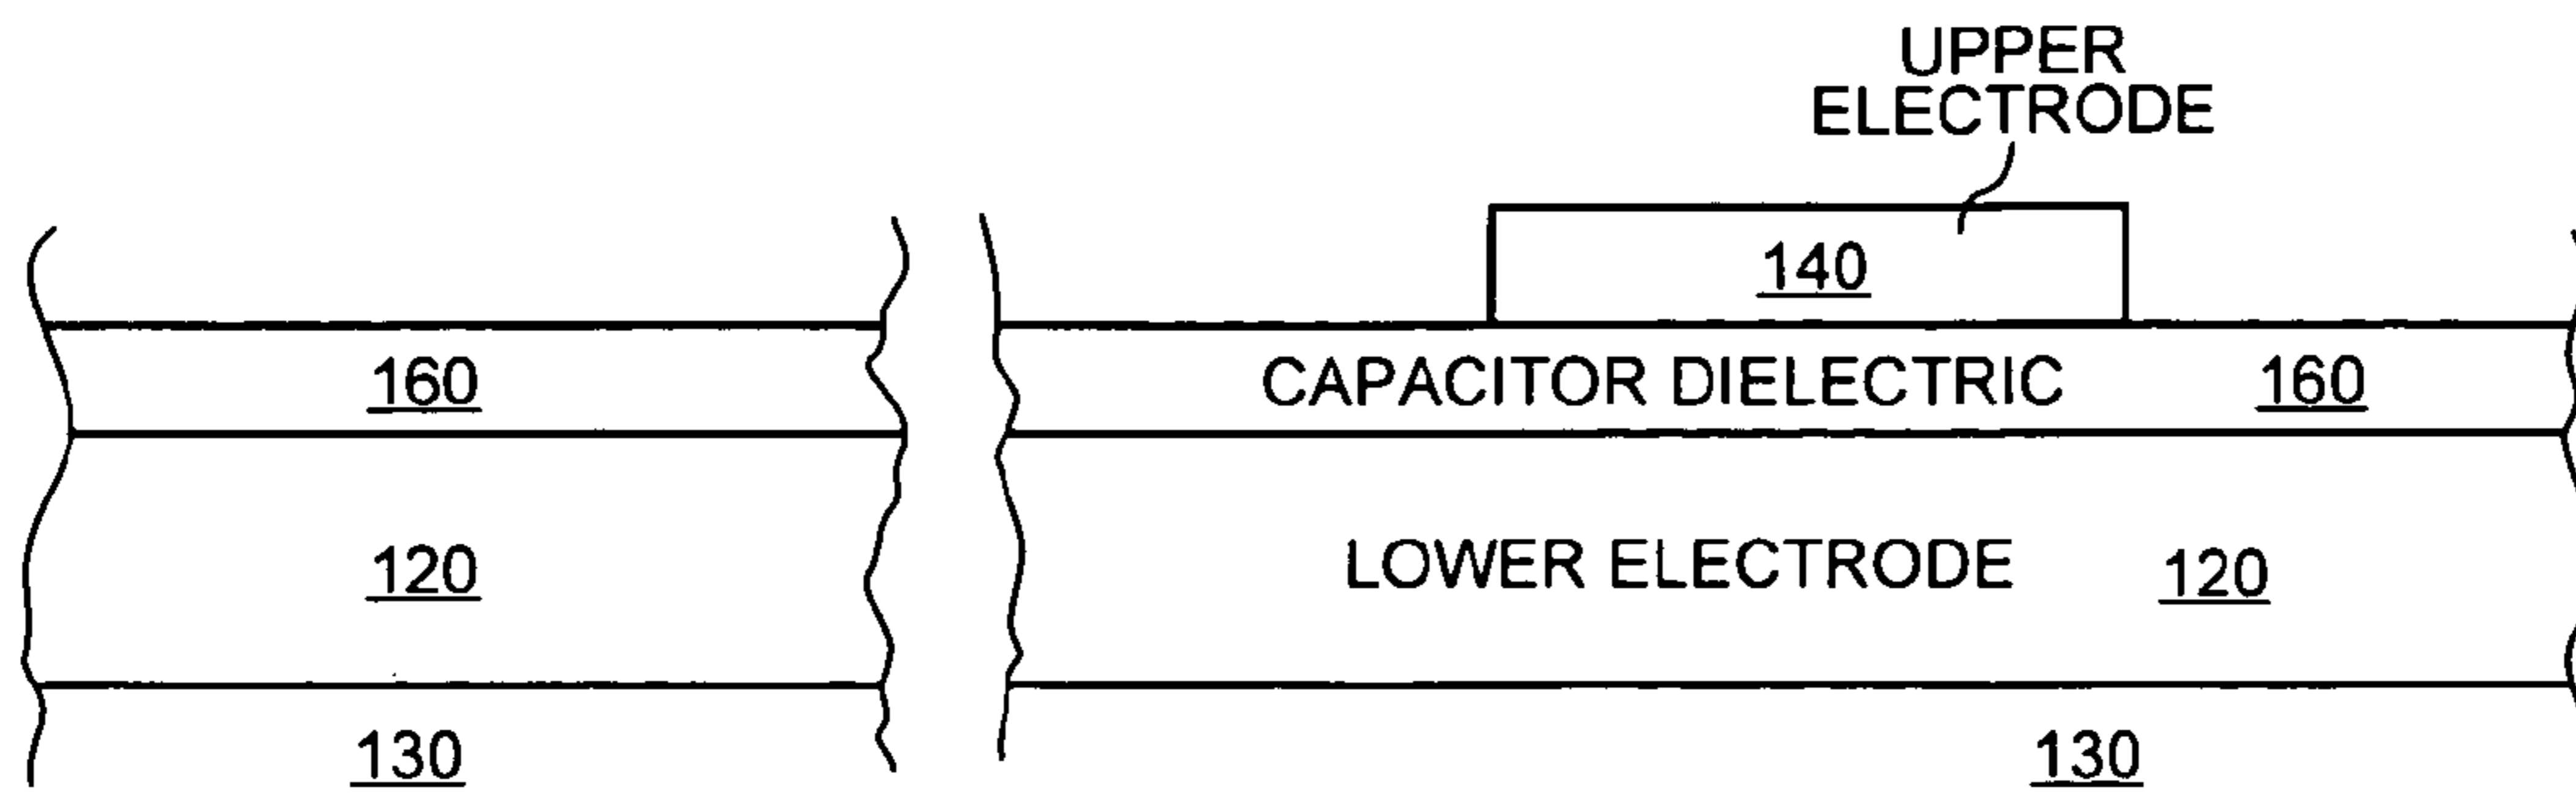 UPPER
ELECTRODE
140
160
CAPACITOR DIELECTRIC 160
120
LOWER ELECTRODE 120
130
130